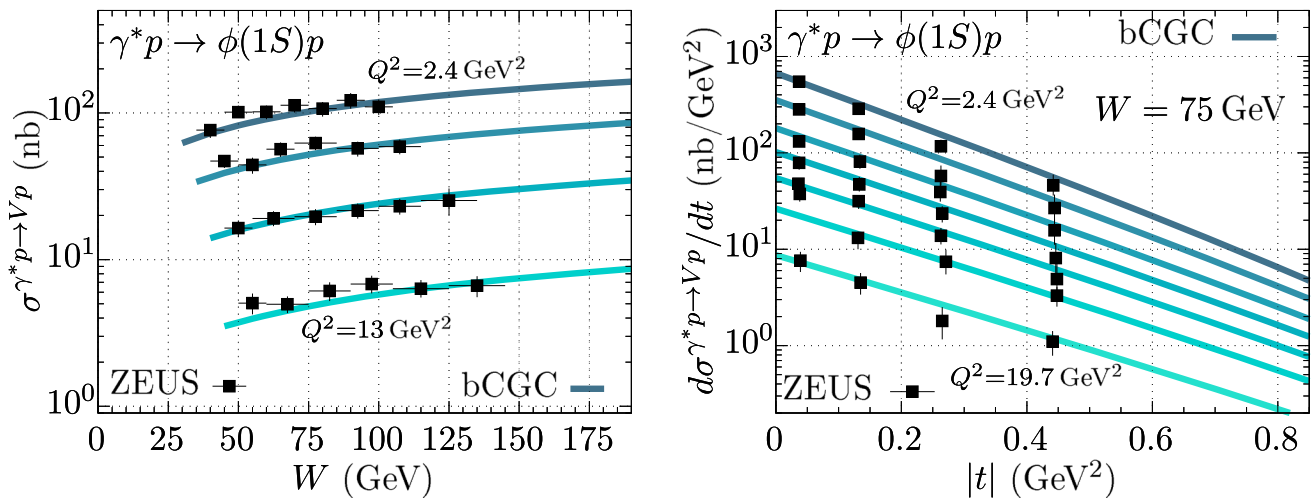 γ*p → ϕ(1S)p
Q²=2.4 GeV²
10²
10¹
10⁰
σ^{γ*p→Vp} (nb)
Q²=13 GeV²
ZEUS
bCGC
0 25 50 75 100 125 150 175
W (GeV)
γ*p → ϕ(1S)p
bCGC
Q²=2.4 GeV²
W = 75 GeV
10³
10²
10¹
10⁰
dσ^{γ*p→Vp}/dt (nb/GeV²)
ZEUS
Q²=19.7 GeV²
0 0.2 0.4 0.6 0.8
|t| (GeV²)